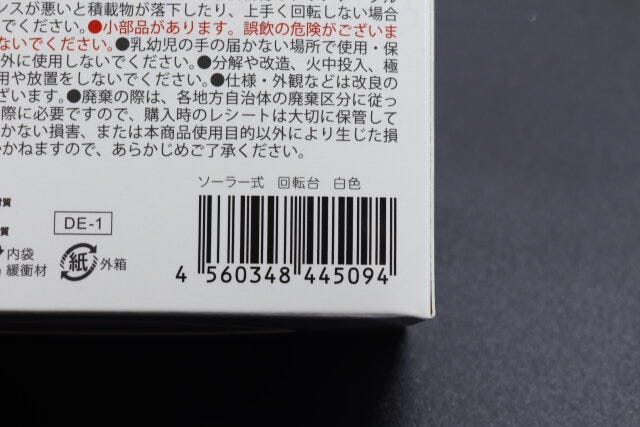 ンスが悪いと積載物が落下したり、上手く回転しない場合
でください。●小部品があります。誤飲の危険がございま
ないでください。●乳幼児の手の届かない場所で使用・保
外に使用しないでください。●分解や改造、火中投入、極
用や放置をしないでください。●仕様・外観などは改良の
ざいます。●廃棄の際は、各地方自治体の廃棄区分に従っ
際に必要ですので、購入時のレシートは大切に保管して
かない損害、または本商品使用目的以外により生じた損
かねますので、あらかじめご了承ください。
ソーラー式 回転台 白色
DE-1
内袋
緩衝材
紙 外箱
4 560348 445094